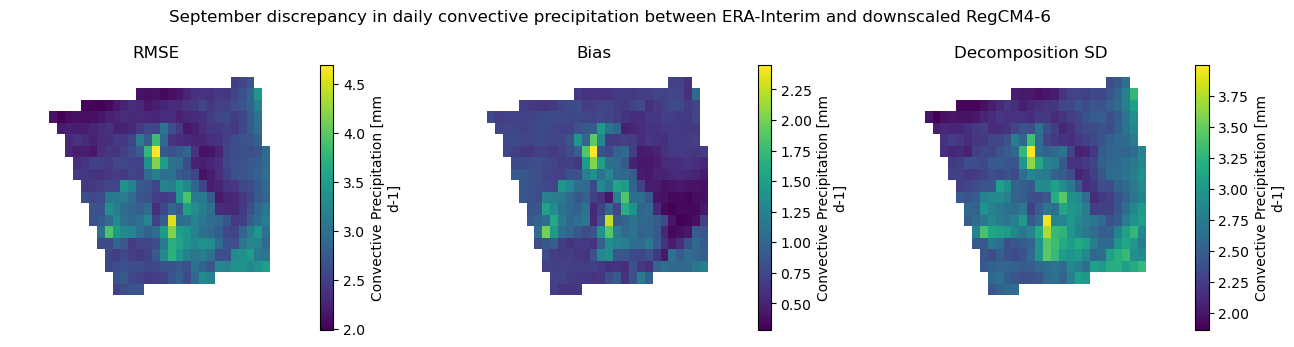 September discrepancy in daily convective precipitation between ERA-Interim and downscaled RegCM4-6
RMSE
4.5
4.0
3.5
3.0
2.5
2.0
Convective Precipitation [mm
d-1]
Bias
2.25
2.00
1.75
1.50
1.25
1.00
0.75
0.50
Convective Precipitation [mm
d-1]
Decomposition SD
3.75
3.50
3.25
3.00
2.75
2.50
2.25
2.00
Convective Precipitation [mm
d-1]